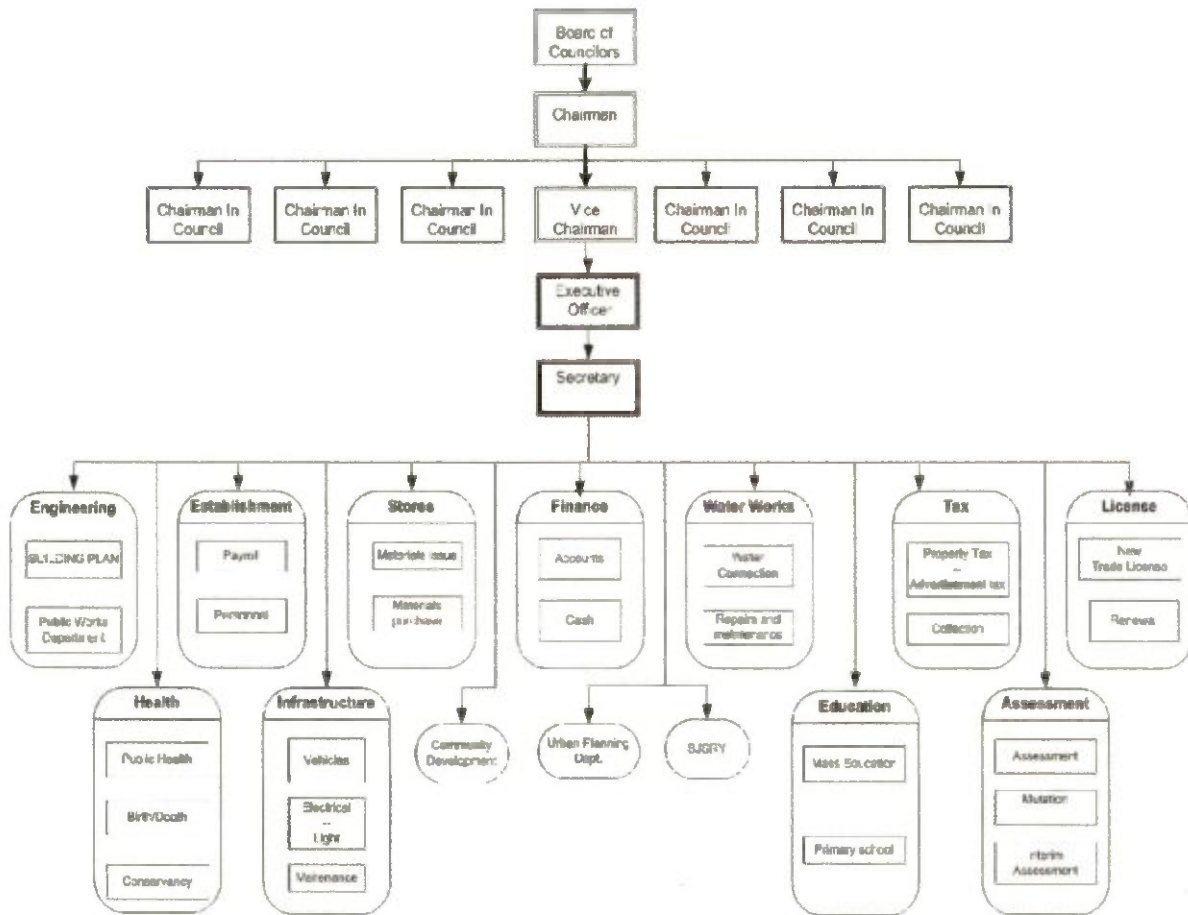 Board of
Councilors
Chairman
Chairman In
Council
Chairman In
Council
Chairman In
Council
Vice
Chairman
Chairman In
Council
Chairman In
Council
Chairman In
Council
Executive
Officer
Secretary
Engineering
BUILDING PLAN
Public Works
Department
Establishment
Payroll
Personnel
Stores
Materials Issue
Materials
purchase
Finance
Accounts
Cash
Water Works
Water
Connection
Repairs and
maintenance
Tax
Property Tax
--
Advertisement tax
Collection
License
New
Trade License
Renewal
Health
Public Health
Birth/Death
Conservancy
Infrastructure
Vehicles
Electrical
--
Light
Community
Development
Urban Planning
Dept.
SJSRY
Education
Mass Education
Primary school
Assessment
Assessment
Mutation
Interim
Assessment